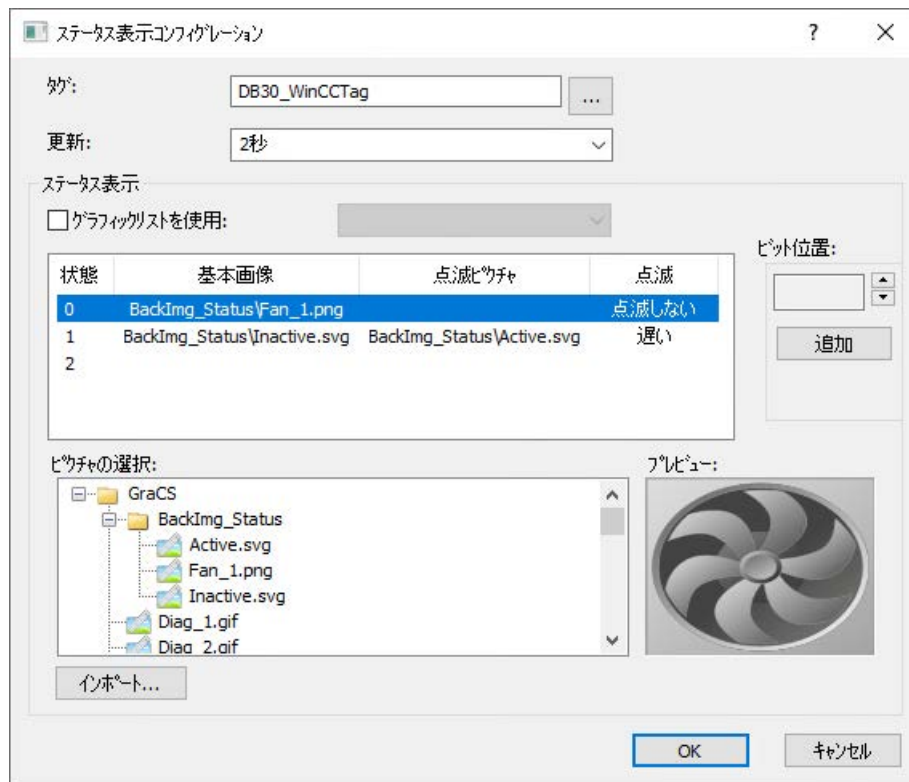 ステータス表示コンフィグレーション
?
タグ:
DB30_WinCCTag
...
更新:
2秒
ステータス表示
グラフィックリストを使用:
ビット位置:
状態 基本画像 点滅ピクチャ 点滅
0 BackImg_Status\Fan_1.png 点滅しない
1 BackImg_Status\Inactive.svg BackImg_Status\Active.svg 遅い
2
追加
ピクチャの選択:
プレビュー:
GraCS
BackImg_Status
Active.svg
Fan_1.png
Inactive.svg
Diag_1.gif
Diag_2.gif
インポート...
OK
キャンセル